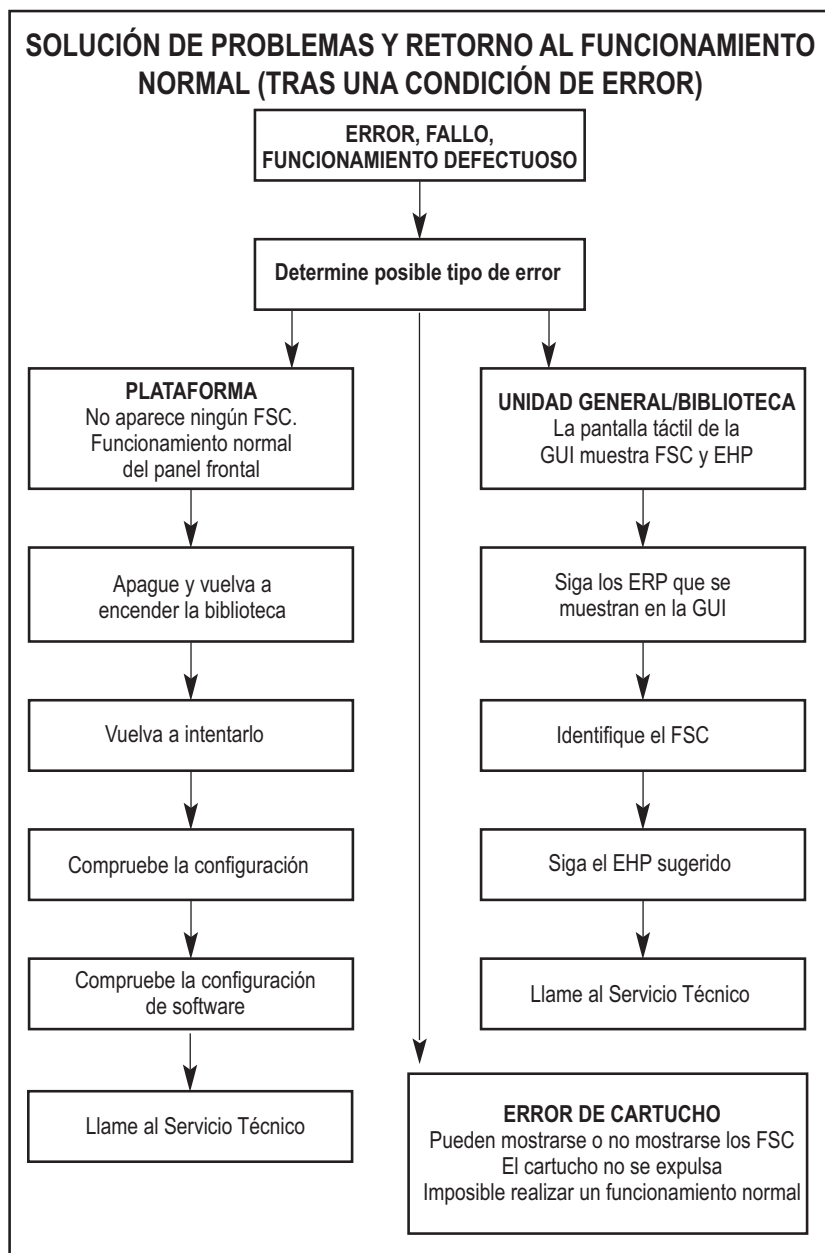 SOLUCIÓN DE PROBLEMAS Y RETORNO AL FUNCIONAMIENTO
NORMAL (TRAS UNA CONDICIÓN DE ERROR)
ERROR, FALLO,
FUNCIONAMIENTO DEFECTUOSO
Determine posible tipo de error
PLATAFORMA
No aparece ningún FSC.
Funcionamiento normal
del panel frontal
Apague y vuelva a
encender la biblioteca
Vuelva a intentarlo
Compruebe la configuración
Compruebe la configuración
de software
Llame al Servicio Técnico
UNIDAD GENERAL/BIBLIOTECA
La pantalla táctil de la
GUI muestra FSC y EHP
Siga los ERP que se
muestran en la GUI
Identifique el FSC
Siga el EHP sugerido
Llame al Servicio Técnico
ERROR DE CARTUCHO
Pueden mostrarse o no mostrarse los FSC
El cartucho no se expulsa
Imposible realizar un funcionamiento normal